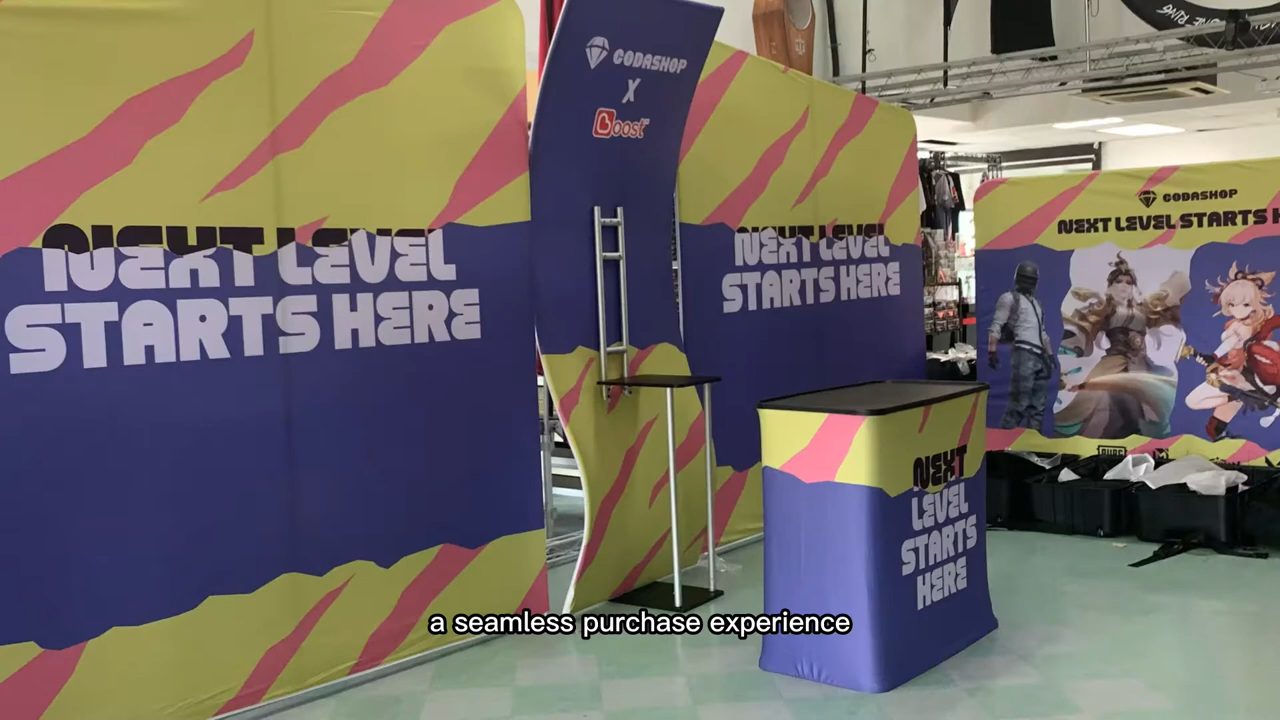 CODASHOP
X
Boost
NEXT LEVEL
STARTS HERE
NEXT LEVEL
STARTS HERE
CODASHOP
NEXT LEVEL STARTS H
NEXT
LEVEL
STARTS
HERE
a seamless purchase experience